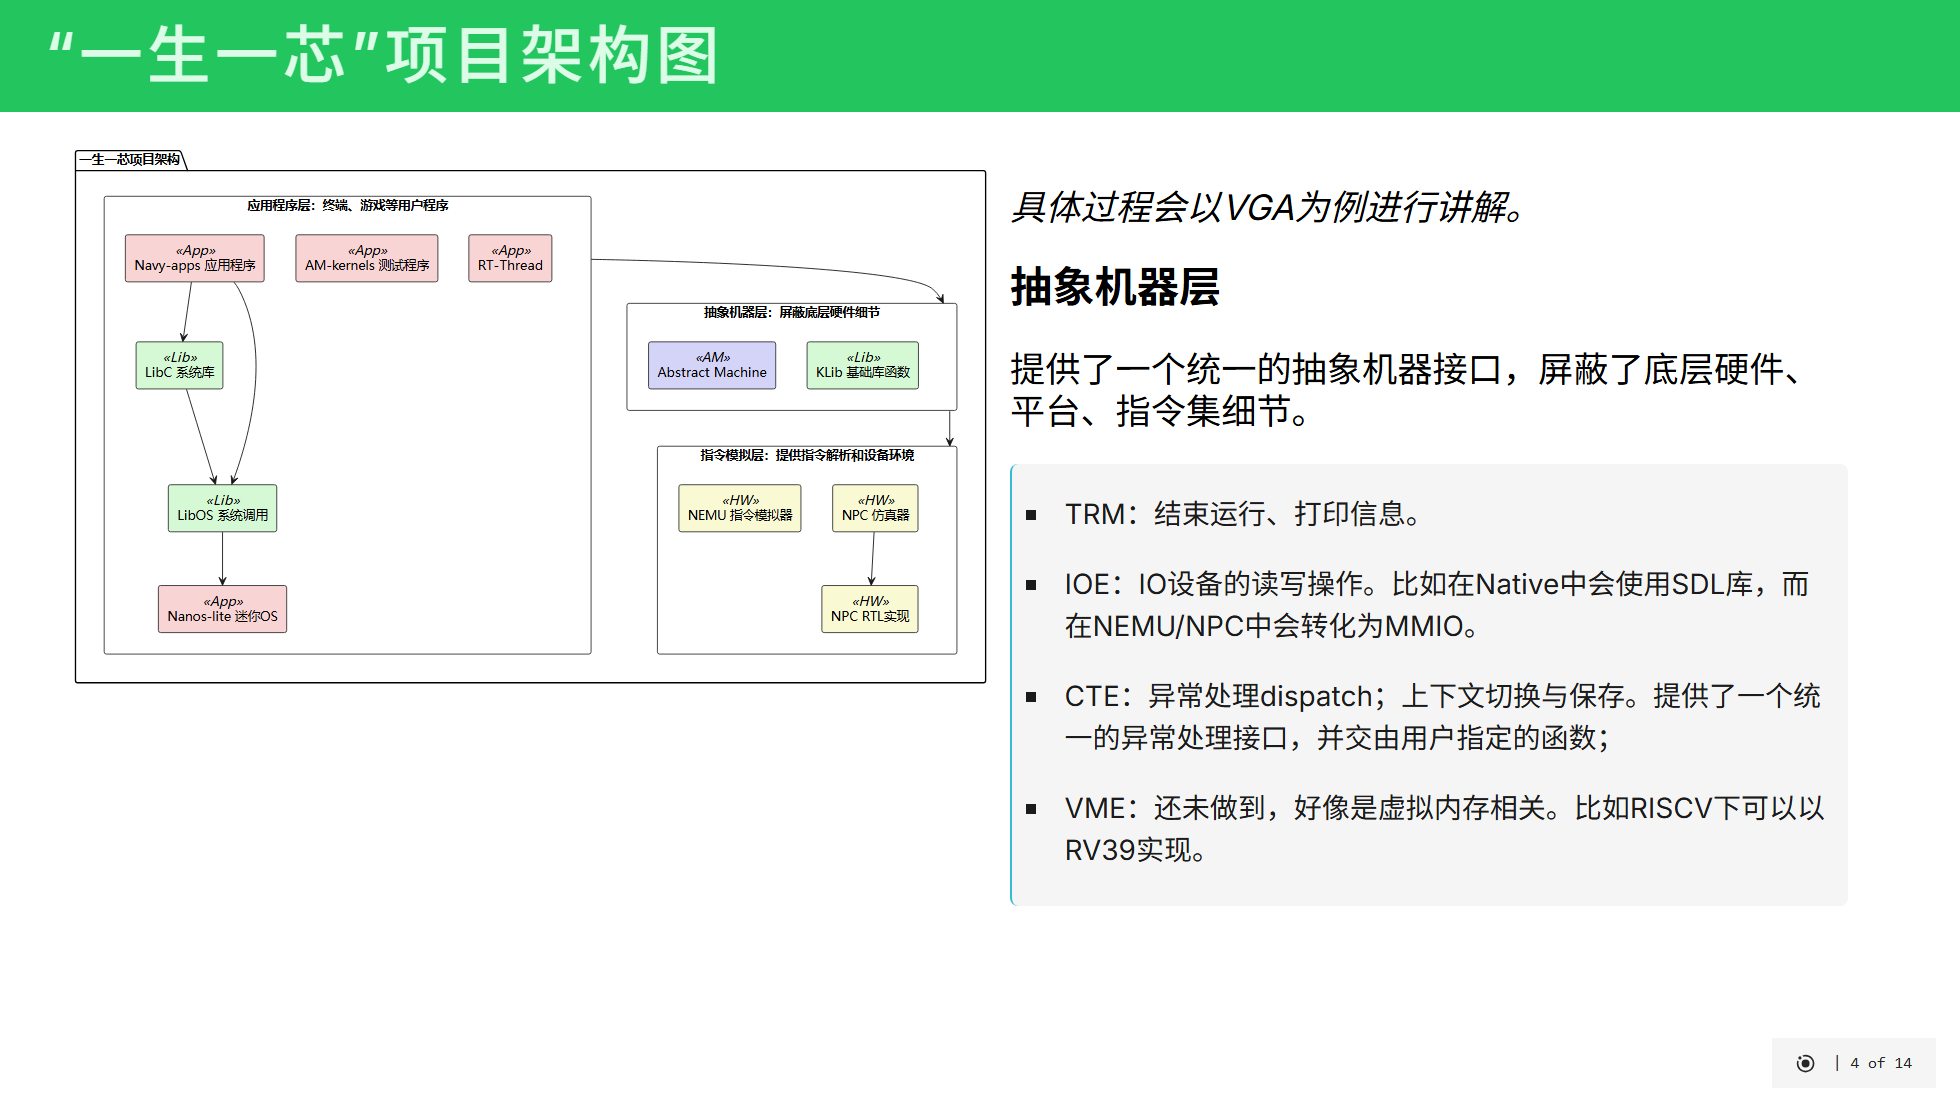 “一生一芯”项目架构图
一生一芯项目架构
应用程序层：终端、游戏等用户程序
«App»
Navy-apps 应用程序
«App»
AM-kernels 测试程序
«App»
RT-Thread
«Lib»
LibC 系统库
«Lib»
LibOS 系统调用
«App»
Nanos-lite 迷你OS
抽象机器层：屏蔽底层硬件细节
«AM»
Abstract Machine
«Lib»
KLib 基础库函数
指令模拟层：提供指令解析和设备环境
«HW»
NEMU 指令模拟器
«HW»
NPC 仿真器
«HW»
NPC RTL实现
具体过程会以VGA为例进行讲解。
抽象机器层
提供了一个统一的抽象机器接口，屏蔽了底层硬件、
平台、指令集细节。
▪ TRM：结束运行、打印信息。
▪ IOE：IO设备的读写操作。比如在Native中会使用SDL库，而
在NEMU/NPC中会转化为MMIO。
▪ CTE：异常处理dispatch；上下文切换与保存。提供了一个统
一的异常处理接口，并交由用户指定的函数；
▪ VME：还未做到，好像是虚拟内存相关。比如RISCV下可以以
RV39实现。
| 4 of 14